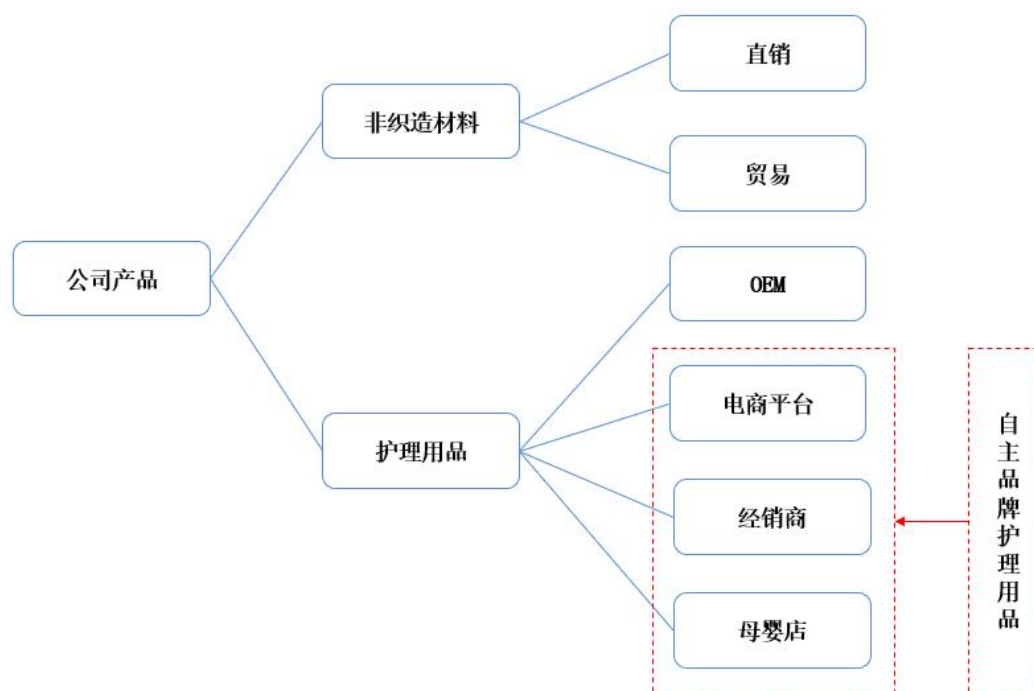 直销
非织造材料
贸易
公司产品
OEM
电商平台
护理用品
经销商
母婴店
自主品牌护理用品